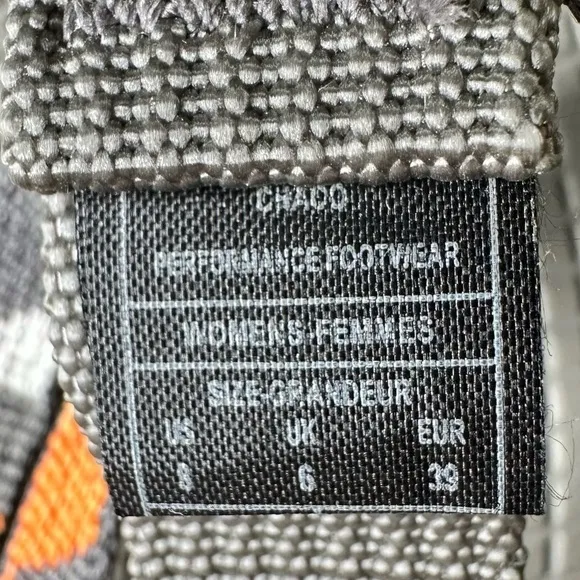 CHACO
PERFORMANCE FOOTWEAR
WOMENS-FEMMES
SIZE-GRANDEUR
US UK EUR
8 6 39